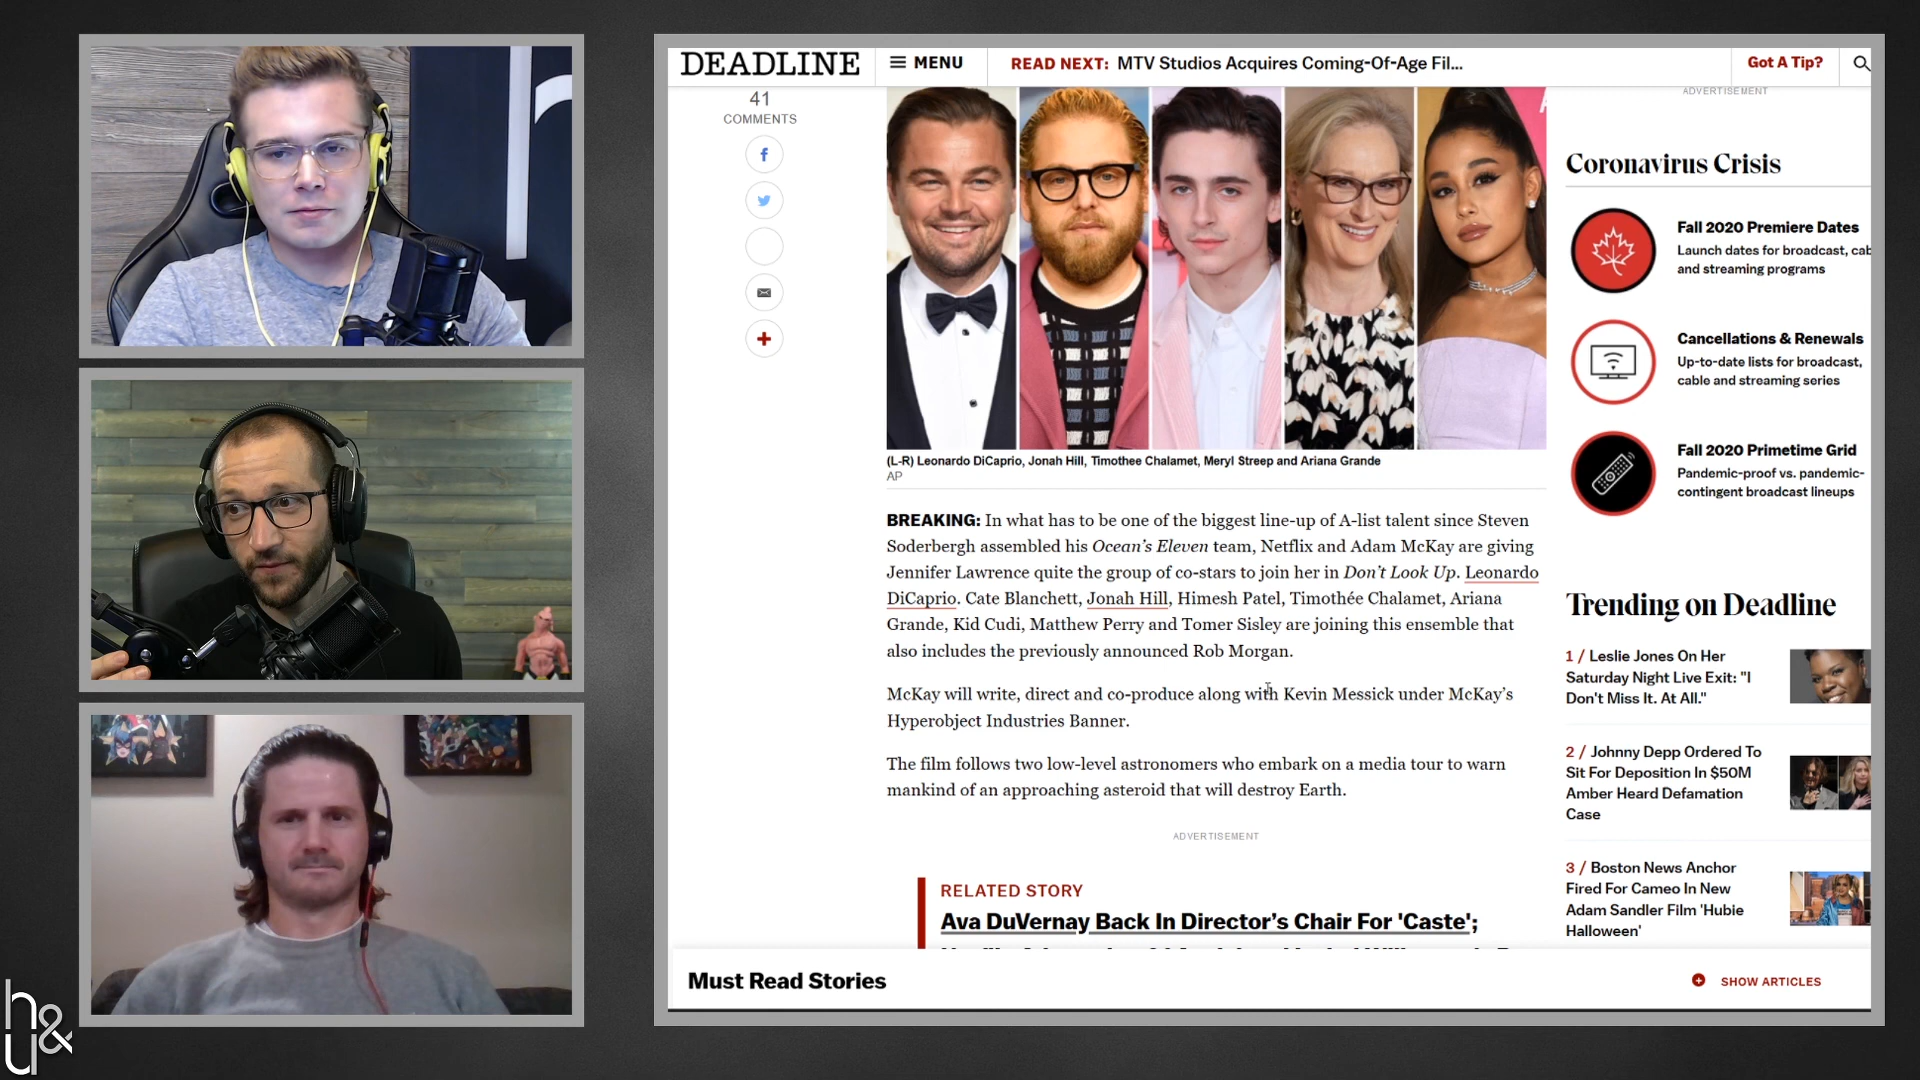 DEADLINE
MENU
READ NEXT: MTV Studios Acquires Coming-Of-Age Fil...
Got A Tip?
41
COMMENTS
(L-R) Leonardo DiCaprio, Jonah Hill, Timothee Chalamet, Meryl Streep and Ariana Grande
AP
BREAKING: In what has to be one of the biggest line-up of A-list talent since Steven
Soderbergh assembled his Ocean's Eleven team, Netflix and Adam McKay are giving
Jennifer Lawrence quite the group of co-stars to join her in Don't Look Up. Leonardo
DiCaprio. Cate Blanchett, Jonah Hill, Himesh Patel, Timothée Chalamet, Ariana
Grande, Kid Cudi, Matthew Perry and Tomer Sisley are joining this ensemble that
also includes the previously announced Rob Morgan.
McKay will write, direct and co-produce along with Kevin Messick under McKay's
Hyperobject Industries Banner.
The film follows two low-level astronomers who embark on a media tour to warn
mankind of an approaching asteroid that will destroy Earth.
ADVERTISEMENT
RELATED STORY
Ava DuVernay Back In Director's Chair For 'Caste';
ADVERTISEMENT
Coronavirus Crisis
Fall 2020 Premiere Dates
Launch dates for broadcast, cab
and streaming programs
Cancellations & Renewals
Up-to-date lists for broadcast,
cable and streaming series
Fall 2020 Primetime Grid
Pandemic-proof vs. pandemic-
contingent broadcast lineups
Trending on Deadline
1 / Leslie Jones On Her
Saturday Night Live Exit: "I
Don't Miss It. At All."
2 / Johnny Depp Ordered To
Sit For Deposition In $50M
Amber Heard Defamation
Case
3 / Boston News Anchor
Fired For Cameo In New
Adam Sandler Film 'Hubie
Halloween'
Must Read Stories
SHOW ARTICLES
h&u